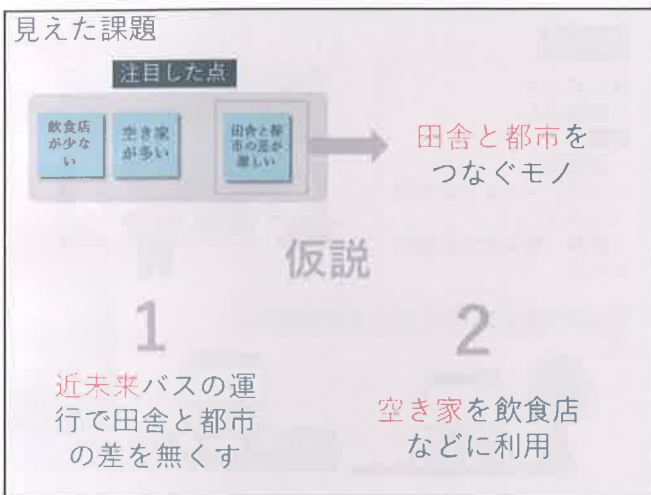 見えた課題
注目した点
飲食店
が少な
い
空き家
が多い
田舎と都
市の差が
激しい
田舎と都市を
つなぐモノ
仮説
1
近未来バスの運
行で田舎と都市
の差を無くす
2
空き家を飲食店
などに利用